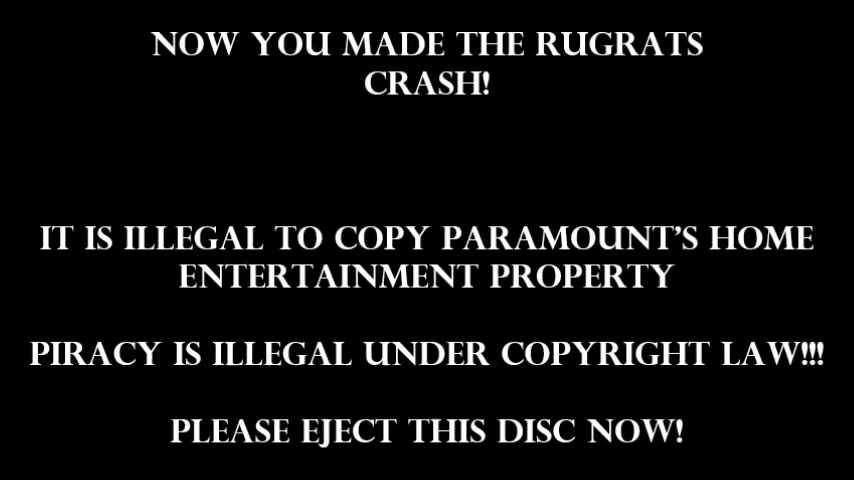 NOW YOU MADE THE RUGRATS
CRASH!
IT IS ILLEGAL TO COPY PARAMOUNT'S HOME
ENTERTAINMENT PROPERTY
PIRACY IS ILLEGAL UNDER COPYRIGHT LAW!!!
PLEASE EJECT THIS DISC NOW!